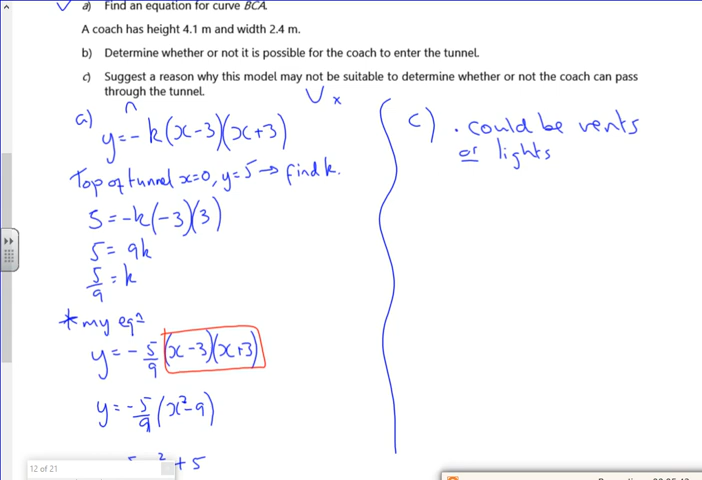 a) Find an equation for curve BCA.
A coach has height 4.1 m and width 2.4 m.
b) Determine whether or not it is possible for the coach to enter the tunnel.
c) Suggest a reason why this model may not be suitable to determine whether or not the coach can pass
through the tunnel.
a) y = - k(x-3)(x+3)
Top of tunnel x=0, y=5 → find k.
5 = -k(-3)(3)
5 = 9k
5/9 = k
* my eqn
y = - 5/9 (x-3)(x+3)
y = - 5/9 (x²-9)
+ 5
12 of 21
c) . could be vents
or lights